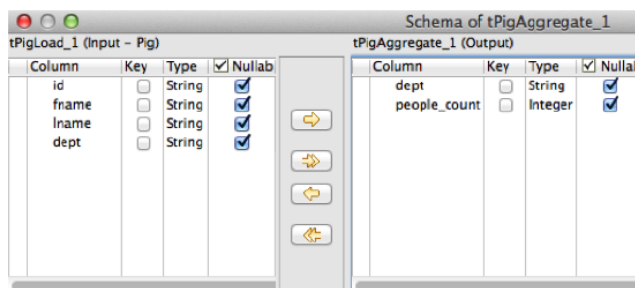 Schema of tPigAggregate_1
tPigLoad_1 (Input - Pig)
Column Key Type Nullab
id String
fname String
lname String
dept String
tPigAggregate_1 (Output)
Column Key Type Nullal
dept String
people_count Integer